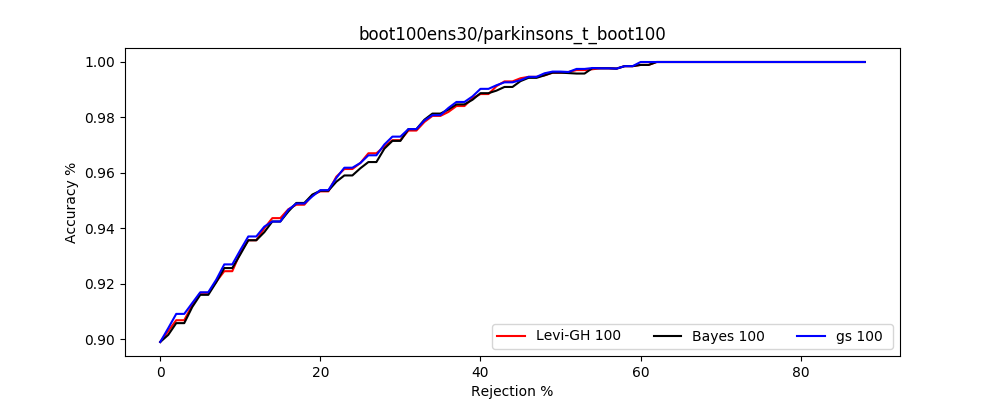 boot100ens30/parkinsons_t_boot100
Accuracy %
1.00
0.98
0.96
0.94
0.92
0.90
0
20
40
60
80
Rejection %
Levi-GH 100
Bayes 100
gs 100